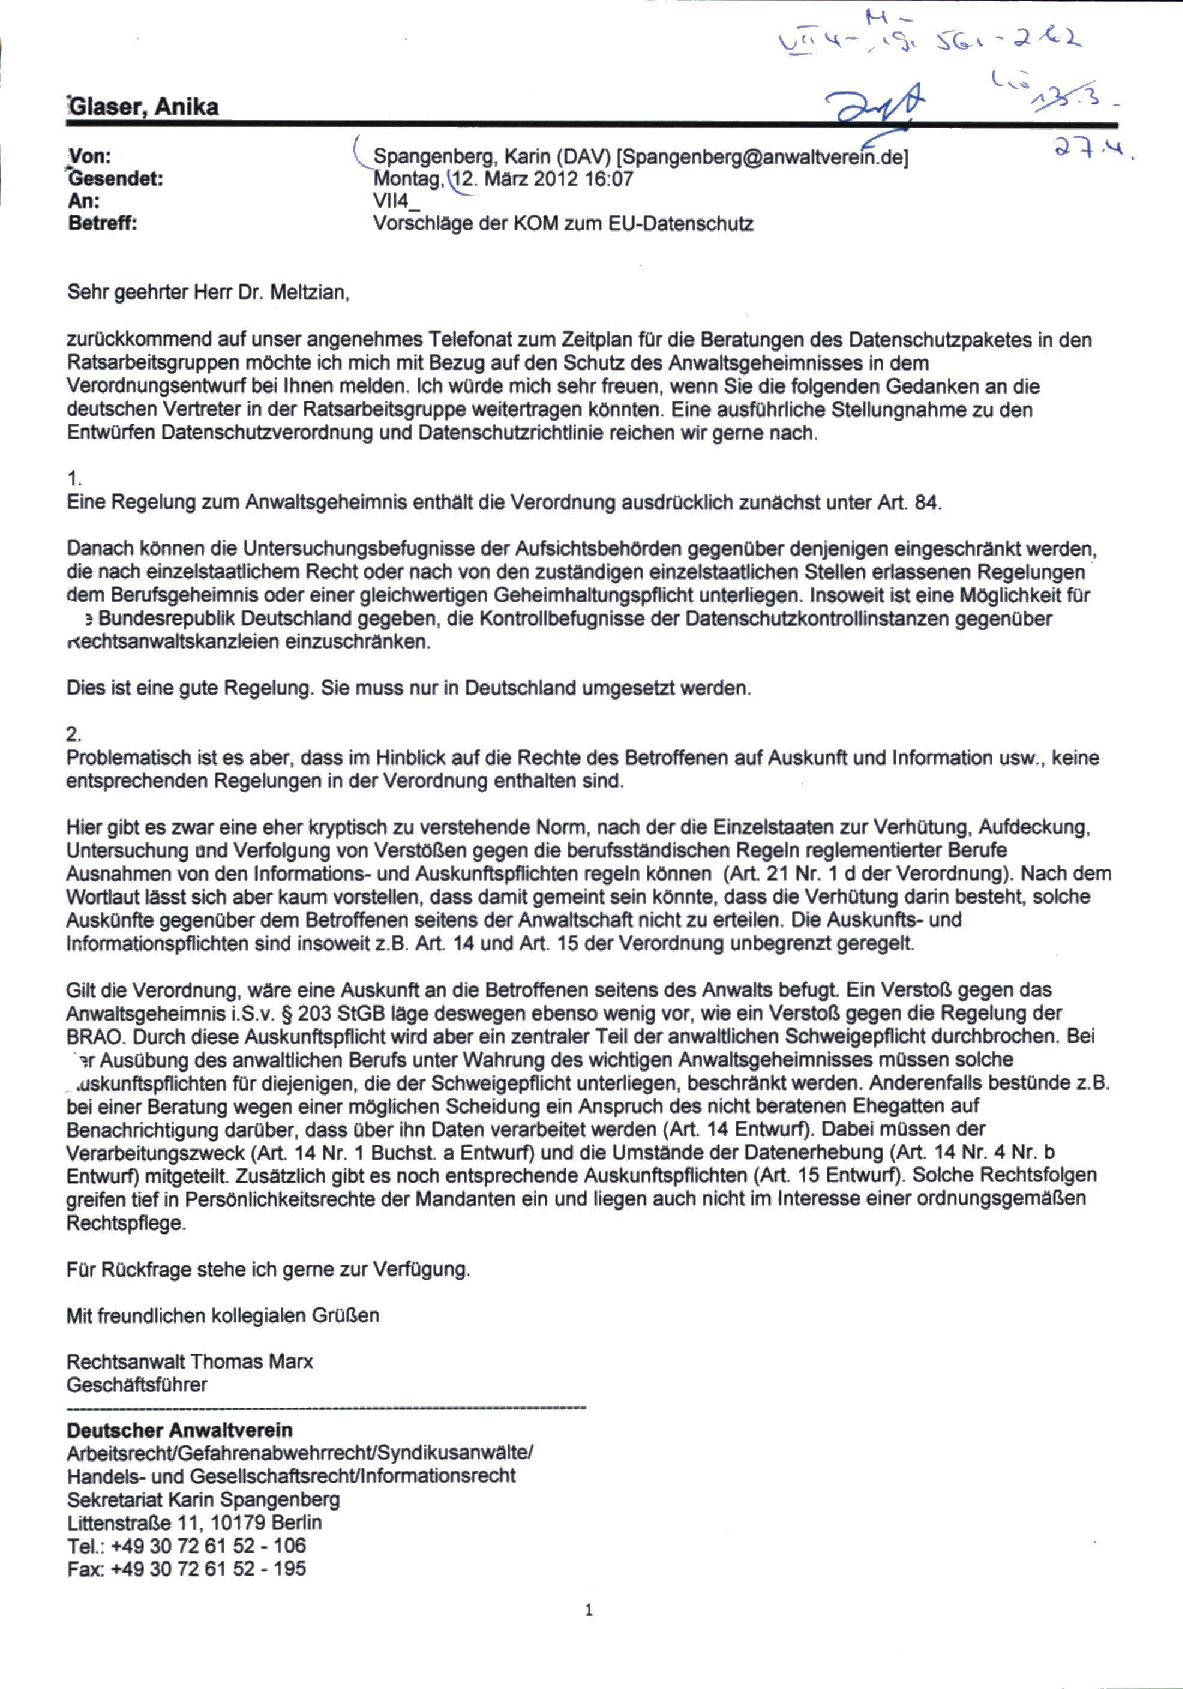 VII 4- 191 561-2 262
13.3.
27.4.
Glaser, Anika
Von: Spangenberg, Karin (DAV) [Spangenberg@anwaltverein.de]
Gesendet: Montag, 12. März 2012 16:07
An: VII4_
Betreff: Vorschläge der KOM zum EU-Datenschutz
Sehr geehrter Herr Dr. Meltzian,
zurückkommend auf unser angenehmes Telefonat zum Zeitplan für die Beratungen des Datenschutzpaketes in den
Ratsarbeitsgruppen möchte ich mich mit Bezug auf den Schutz des Anwaltsgeheimnisses in dem
Verordnungsentwurf bei Ihnen melden. Ich würde mich sehr freuen, wenn Sie die folgenden Gedanken an die
deutschen Vertreter in der Ratsarbeitsgruppe weitertragen könnten. Eine ausführliche Stellungnahme zu den
Entwürfen Datenschutzverordnung und Datenschutzrichtlinie reichen wir gerne nach.
1.
Eine Regelung zum Anwaltsgeheimnis enthält die Verordnung ausdrücklich zunächst unter Art. 84.
Danach können die Untersuchungsbefugnisse der Aufsichtsbehörden gegenüber denjenigen eingeschränkt werden,
die nach einzelstaatlichem Recht oder nach von den zuständigen einzelstaatlichen Stellen erlassenen Regelungen
dem Berufsgeheimnis oder einer gleichwertigen Geheimhaltungspflicht unterliegen. Insoweit ist eine Möglichkeit für
e Bundesrepublik Deutschland gegeben, die Kontrollbefugnisse der Datenschutzkontrollinstanzen gegenüber
Rechtsanwaltskanzleien einzuschränken.
Dies ist eine gute Regelung. Sie muss nur in Deutschland umgesetzt werden.
2.
Problematisch ist es aber, dass im Hinblick auf die Rechte des Betroffenen auf Auskunft und Information usw., keine
entsprechenden Regelungen in der Verordnung enthalten sind.
Hier gibt es zwar eine eher kryptisch zu verstehende Norm, nach der die Einzelstaaten zur Verhütung, Aufdeckung,
Untersuchung und Verfolgung von Verstößen gegen die berufsständischen Regeln reglementierter Berufe
Ausnahmen von den Informations- und Auskunftspflichten regeln können (Art. 21 Nr. 1 d der Verordnung). Nach dem
Wortlaut lässt sich aber kaum vorstellen, dass damit gemeint sein könnte, dass die Verhütung darin besteht, solche
Auskünfte gegenüber dem Betroffenen seitens der Anwaltschaft nicht zu erteilen. Die Auskunfts- und
Informationspflichten sind insoweit z.B. Art. 14 und Art. 15 der Verordnung unbegrenzt geregelt.
Gilt die Verordnung, wäre eine Auskunft an die Betroffenen seitens des Anwalts befugt. Ein Verstoß gegen das
Anwaltsgeheimnis i.S.v. § 203 StGB läge deswegen ebenso wenig vor, wie ein Verstoß gegen die Regelung der
BRAO. Durch diese Auskunftspflicht wird aber ein zentraler Teil der anwaltlichen Schweigepflicht durchbrochen. Bei
er Ausübung des anwaltlichen Berufs unter Wahrung des wichtigen Anwaltsgeheimnisses müssen solche
uskunftspflichten für diejenigen, die der Schweigepflicht unterliegen, beschränkt werden. Anderenfalls bestünde z.B.
bei einer Beratung wegen einer möglichen Scheidung ein Anspruch des nicht beratenen Ehegatten auf
Benachrichtigung darüber, dass über ihn Daten verarbeitet werden (Art. 14 Entwurf). Dabei müssen der
Verarbeitungszweck (Art. 14 Nr. 1 Buchst. a Entwurf) und die Umstände der Datenerhebung (Art. 14 Nr. 4 Nr. b
Entwurf) mitgeteilt. Zusätzlich gibt es noch entsprechende Auskunftspflichten (Art. 15 Entwurf). Solche Rechtsfolgen
greifen tief in Persönlichkeitsrechte der Mandanten ein und liegen auch nicht im Interesse einer ordnungsgemäßen
Rechtspflege.
Für Rückfrage stehe ich gerne zur Verfügung.
Mit freundlichen kollegialen Grüßen
Rechtsanwalt Thomas Marx
Geschäftsführer
Deutscher Anwaltverein
Arbeitsrecht/Gefahrenabwehrrecht/Syndikusanwälte/
Handels- und Gesellschaftsrecht/Informationsrecht
Sekretariat Karin Spangenberg
Littenstraße 11, 10179 Berlin
Tel.: +49 30 72 61 52 - 106
Fax: +49 30 72 61 52 - 195
1